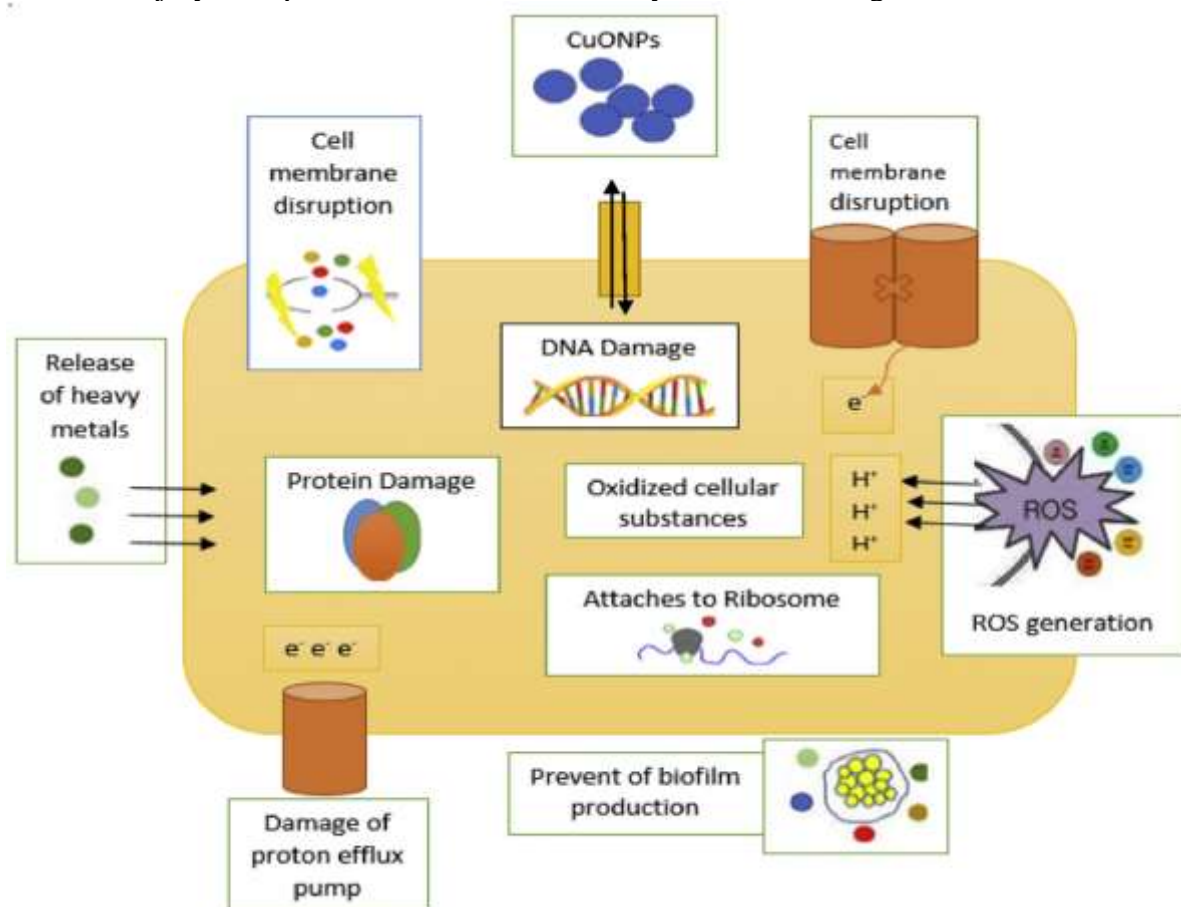 CuONPs
Cell
membrane
disruption
Cell
membrane
disruption
Release
of heavy
metals
DNA Damage
e⁻
Protein Damage
Oxidized cellular
substances
H⁺
H⁺
H⁺
ROS
ROS generation
Attaches to Ribosome
e⁻ e⁻ e⁻
Prevent of biofilm
production
Damage of
proton efflux
pump